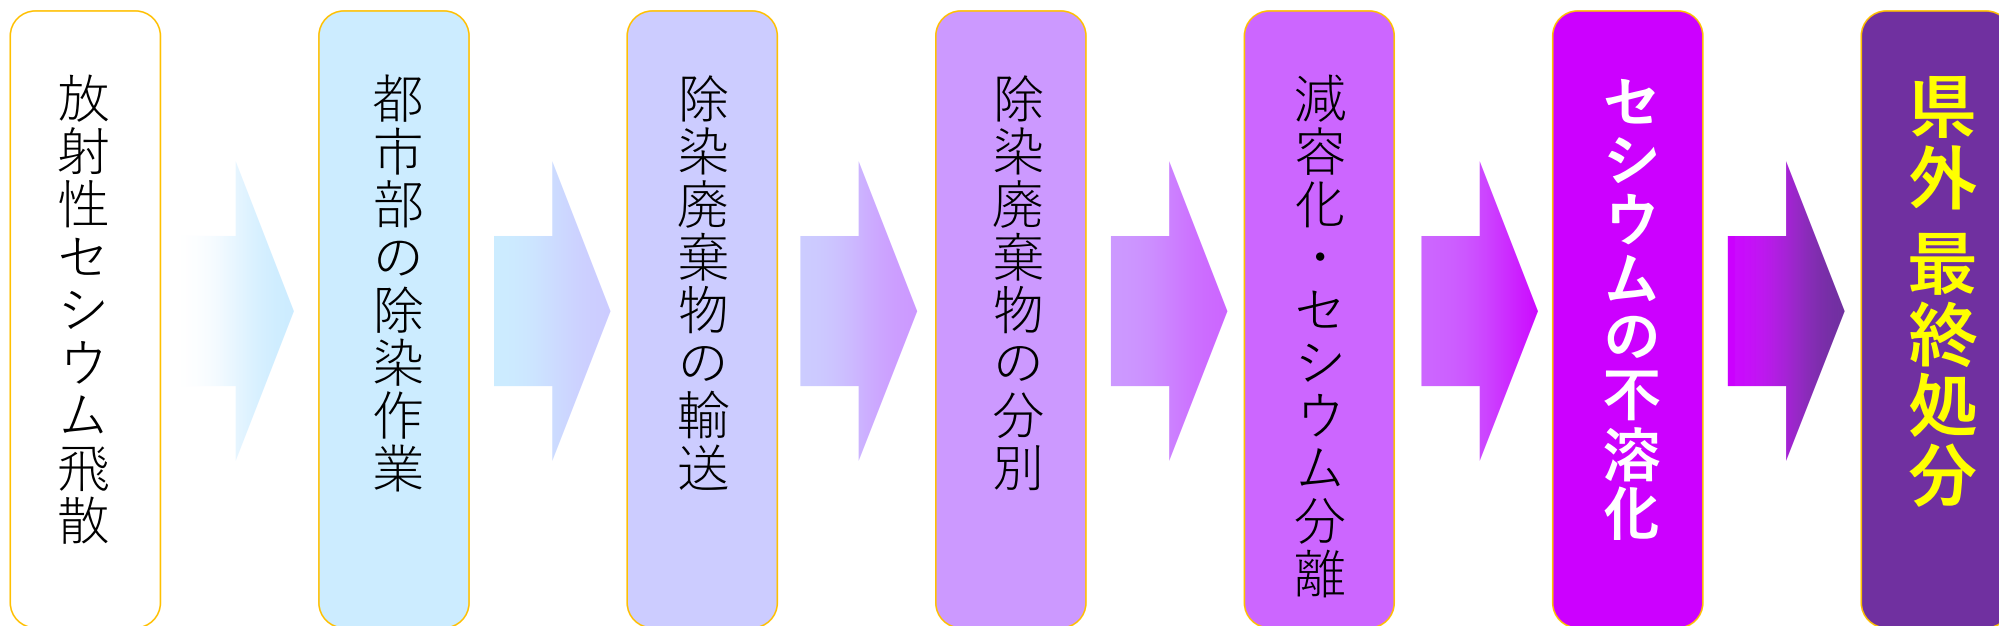 放射性セシウム飛散
都市部の除染作業
除染廃棄物の輸送
除染廃棄物の分別
減容化・セシウム分離
セシウムの不溶化
県外 最終処分